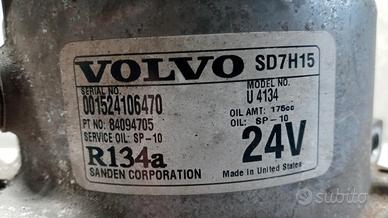 VOLVO SD7H15
SERIAL NO. MODEL NO.
001524106470 U 4134
PT NO: 84094705 OIL AMT: 175cc
SERVICE OIL: SP-10 OIL: SP-10
R134a 24V
SANDEN CORPORATION Made in United States
subito